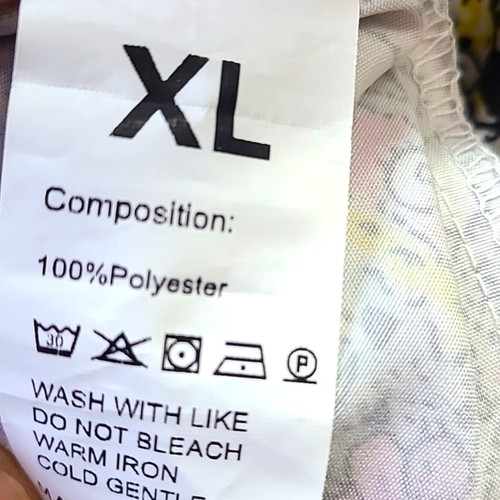 XL
Composition:
100%Polyester
30 P
WASH WITH LIKE
DO NOT BLEACH
WARM IRON
COLD GENTLE